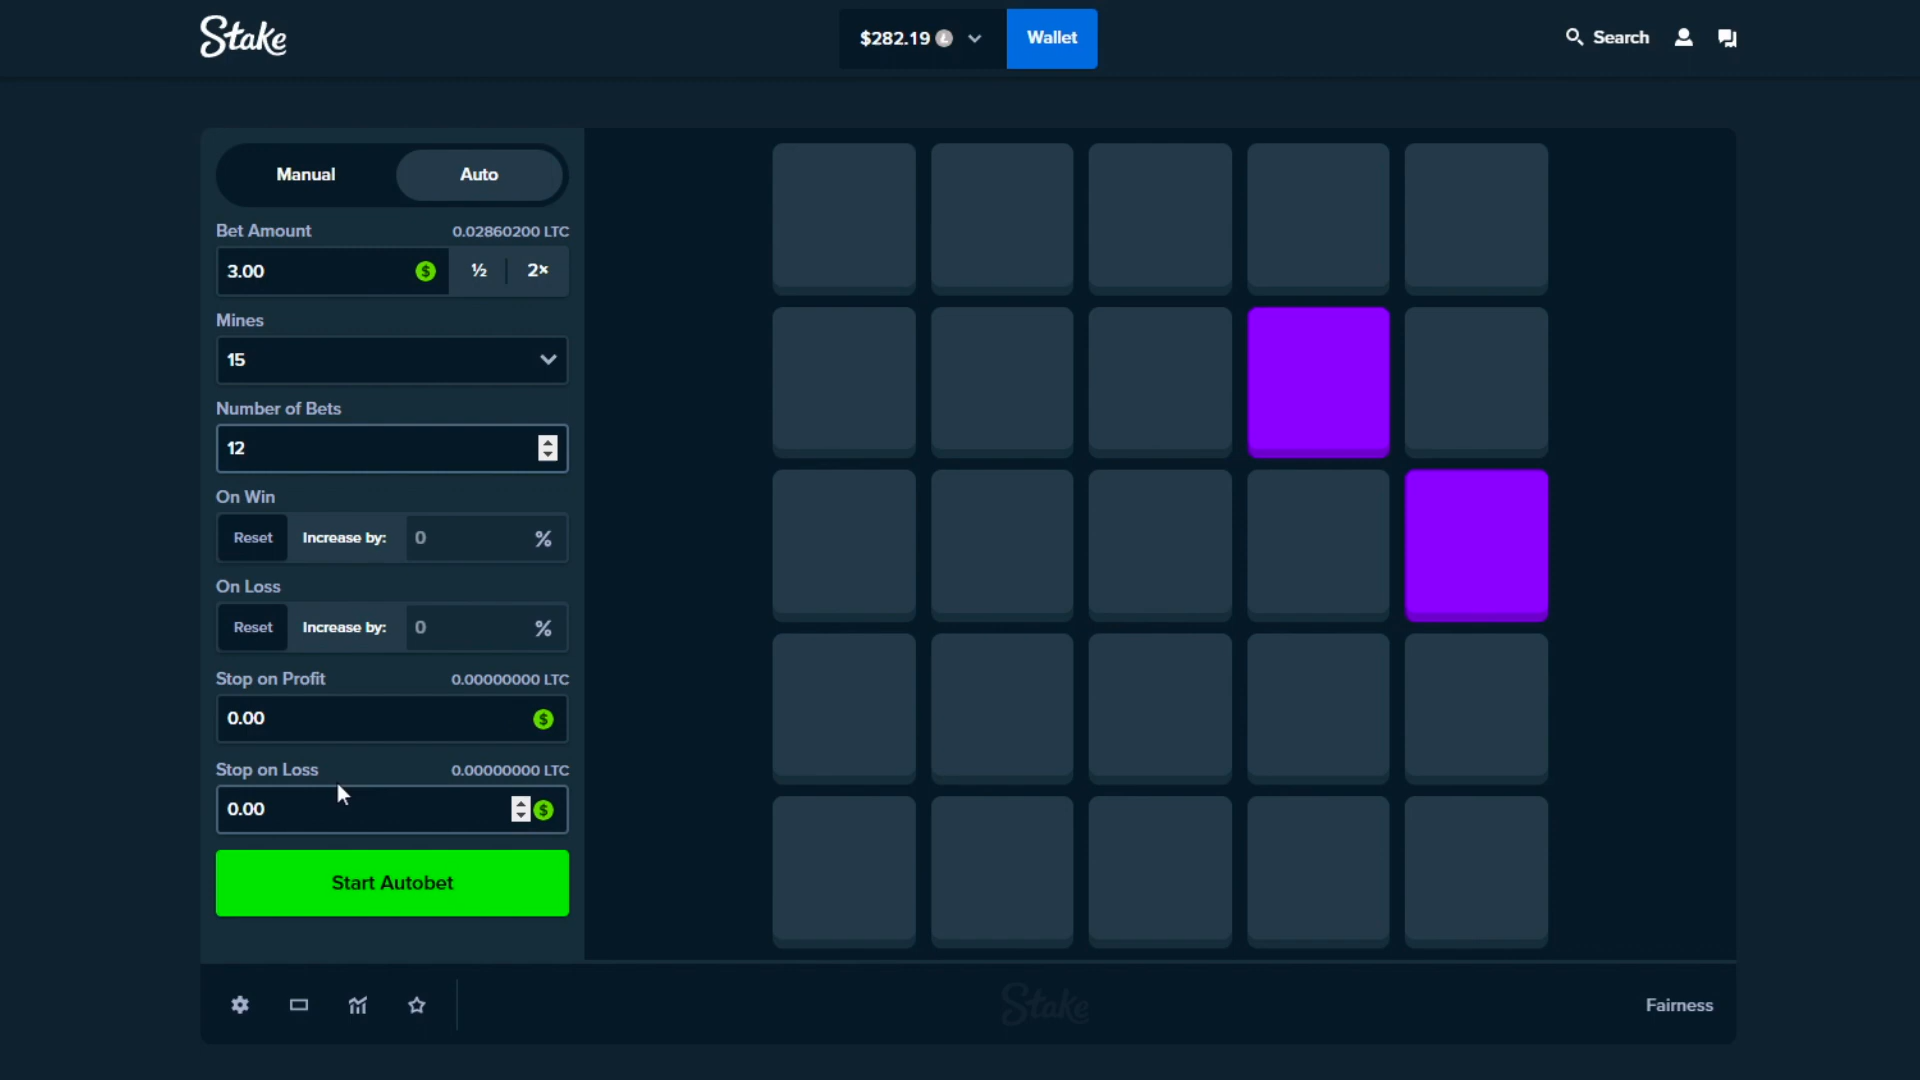 Stake
$282.19
Wallet
Search
Manual
Auto
Bet Amount
0.02860200 LTC
3.00
$
½
2×
Mines
15
Number of Bets
12
On Win
Reset
Increase by:
0
%
On Loss
Reset
Increase by:
0
%
Stop on Profit
0.00000000 LTC
0.00
$
Stop on Loss
0.00000000 LTC
0.00
$
Start Autobet
Stake
Fairness